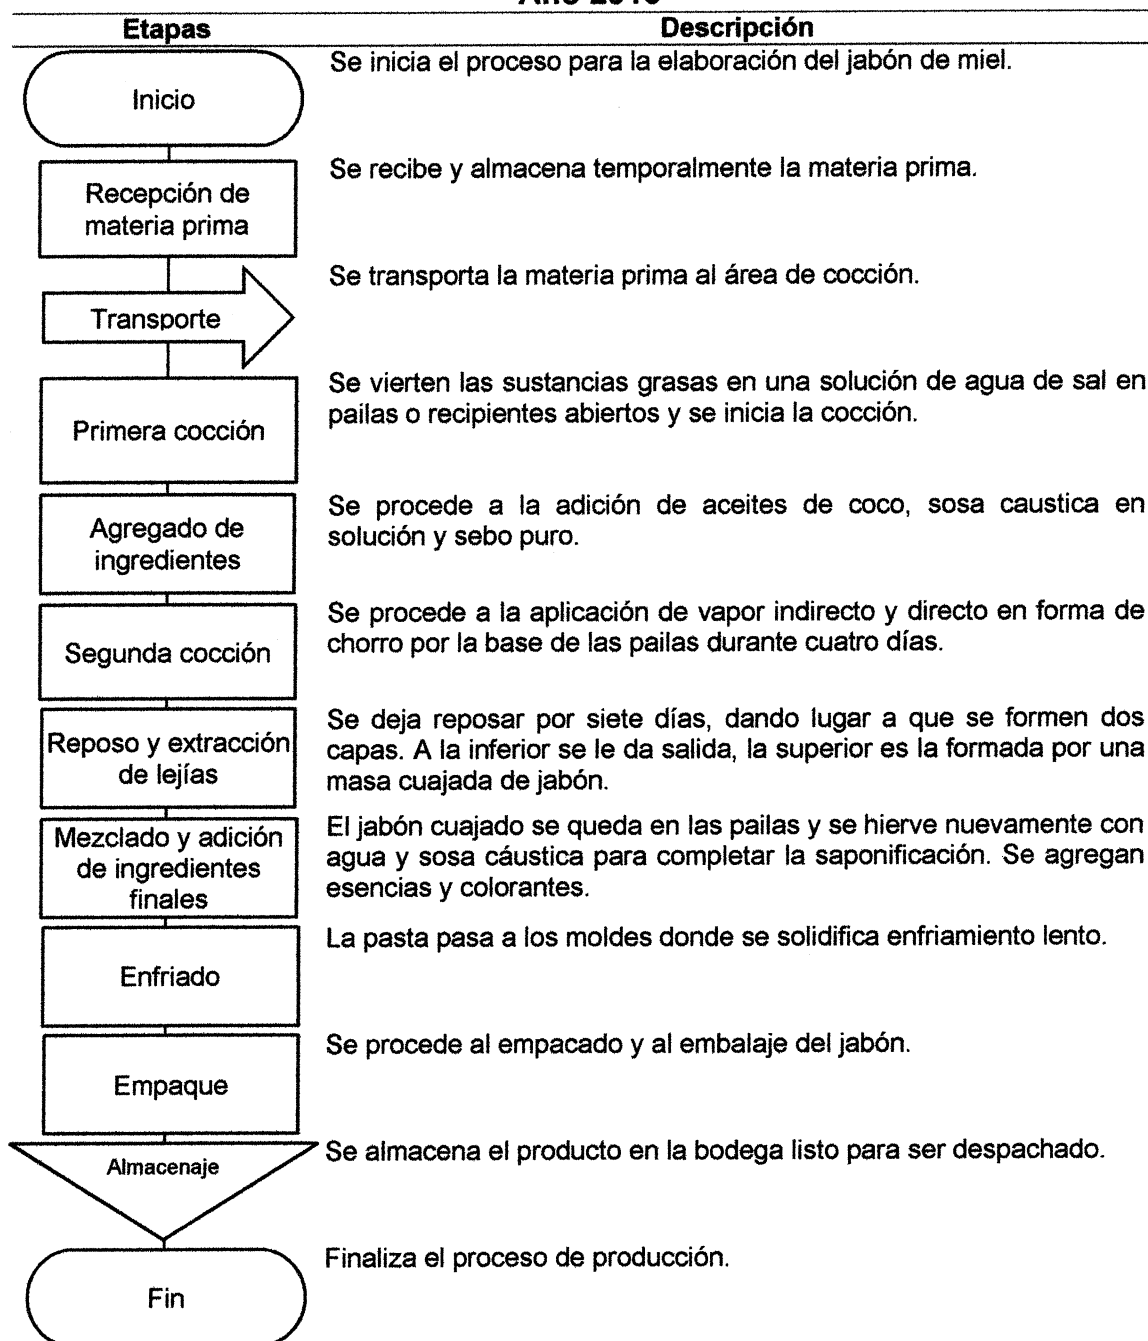 Etapas Descripción
Se inicia el proceso para la elaboración del jabón de miel.
Inicio
Se recibe y almacena temporalmente la materia prima.
Recepción de
materia prima
Se transporta la materia prima al área de cocción.
Transporte
Se vierten las sustancias grasas en una solución de agua de sal en
pailas o recipientes abiertos y se inicia la cocción.
Primera cocción
Se procede a la adición de aceites de coco, sosa caustica en
solución y sebo puro.
Agregado de
ingredientes
Se procede a la aplicación de vapor indirecto y directo en forma de
chorro por la base de las pailas durante cuatro días.
Segunda cocción
Se deja reposar por siete días, dando lugar a que se formen dos
capas. A la inferior se le da salida, la superior es la formada por una
masa cuajada de jabón.
Reposo y extracción
de lejías
El jabón cuajado se queda en las pailas y se hierve nuevamente con
agua y sosa cáustica para completar la saponificación. Se agregan
esencias y colorantes.
Mezclado y adición
de ingredientes
finales
La pasta pasa a los moldes donde se solidifica enfriamiento lento.
Enfriado
Se procede al empacado y al embalaje del jabón.
Empaque
Se almacena el producto en la bodega listo para ser despachado.
Almacenaje
Finaliza el proceso de producción.
Fin